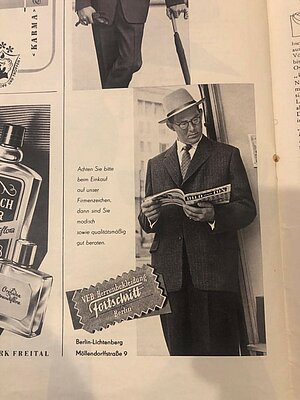 «KARMA»
Achten Sie bitte
beim Einkauf
auf unser
Firmenzeichen,
dann sind Sie
modisch
sowie qualitätsmäßig
gut beraten.
VEB Herrenbekleidung
Fortschritt
Berlin
Berlin-Lichtenberg
Möllendorffstraße 9
RK FREITAL